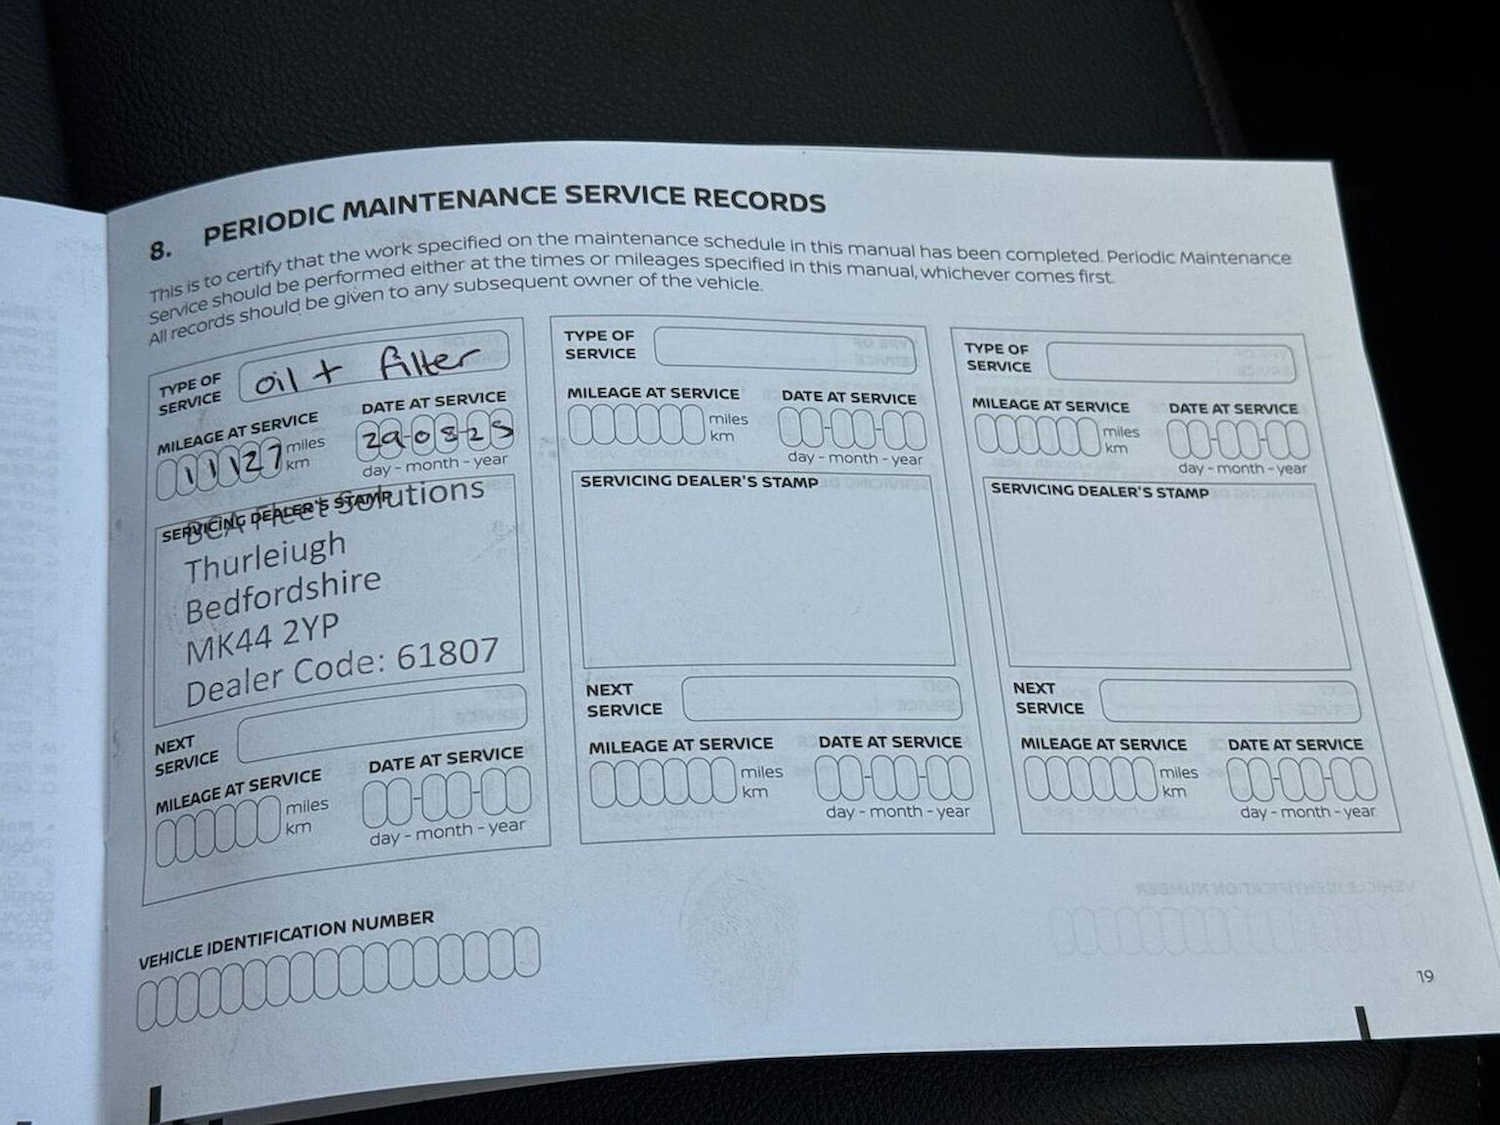 8. PERIODIC MAINTENANCE SERVICE RECORDS
This is to certify that the work specified on the maintenance schedule in this manual has been completed. Periodic Maintenance
Service should be performed either at the times or mileages specified in this manual, whichever comes first.
All records should be given to any subsequent owner of the vehicle.
TYPE OF
SERVICE
oil + filter
MILEAGE AT SERVICE
11127
miles
km
DATE AT SERVICE
29-08-25
day - month - year
SERVICING DEALER'S STAMP
BCA Fleet Solutions
Thurleiugh
Bedfordshire
MK44 2YP
Dealer Code: 61807
NEXT
SERVICE
MILEAGE AT SERVICE
miles
km
DATE AT SERVICE
day - month - year
TYPE OF
SERVICE
MILEAGE AT SERVICE
miles
km
DATE AT SERVICE
day - month - year
SERVICING DEALER'S STAMP
NEXT
SERVICE
MILEAGE AT SERVICE
miles
km
DATE AT SERVICE
day - month - year
TYPE OF
SERVICE
MILEAGE AT SERVICE
miles
km
DATE AT SERVICE
day - month - year
SERVICING DEALER'S STAMP
NEXT
SERVICE
MILEAGE AT SERVICE
miles
km
DATE AT SERVICE
day - month - year
VEHICLE IDENTIFICATION NUMBER
19